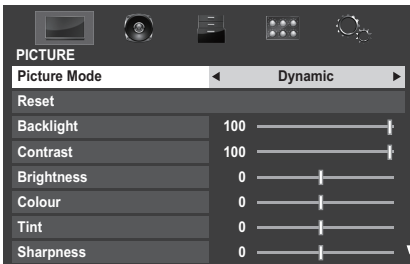 PICTURE
Picture Mode Dynamic
Reset
Backlight 100
Contrast 100
Brightness 0
Colour 0
Tint 0
Sharpness 0